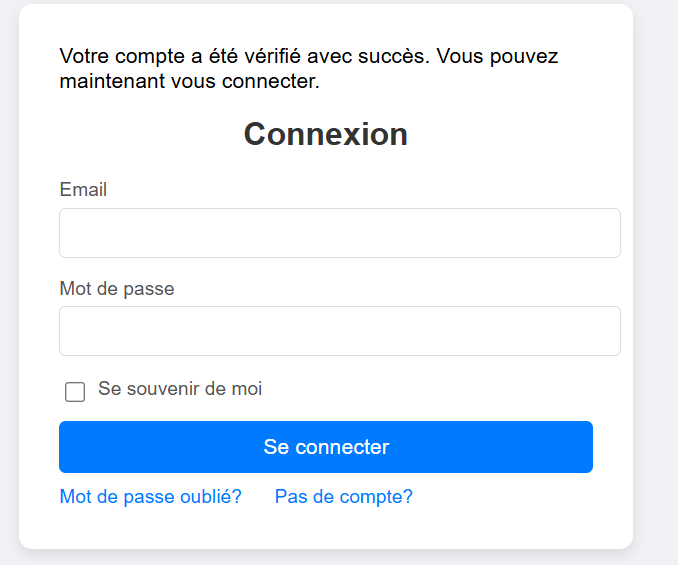 Votre compte a été vérifié avec succès. Vous pouvez
maintenant vous connecter.
Connexion
Email
Mot de passe
Se souvenir de moi
Se connecter
Mot de passe oublié? Pas de compte?